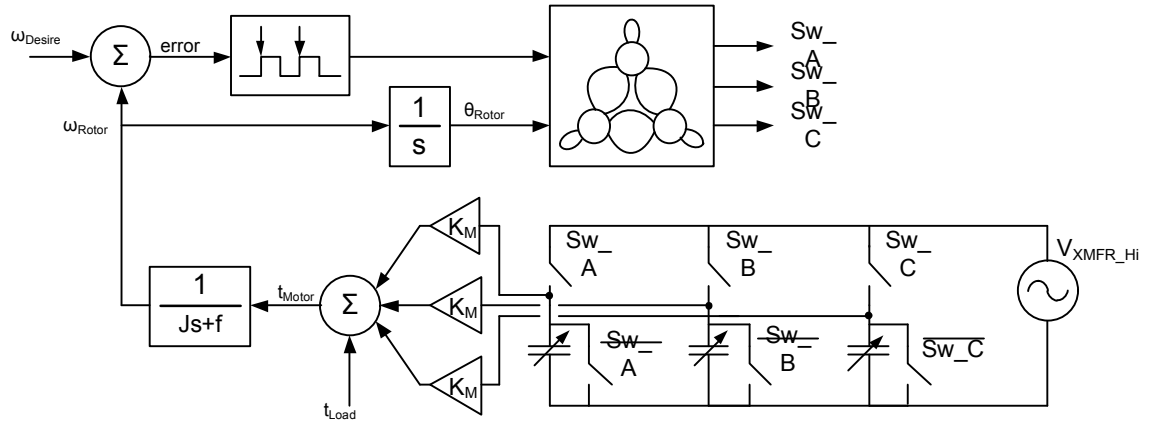 ωDesire
Σ
error
ωRotor
1
s
θRotor
Sw_
A
Sw_
B
Sw_
C
KM
KM
KM
Σ
tMotor
1
Js+f
tLoad
Sw_
A
Sw_
B
Sw_
C
VXMFR_Hi
Sw_
A
Sw_
B
Sw_C